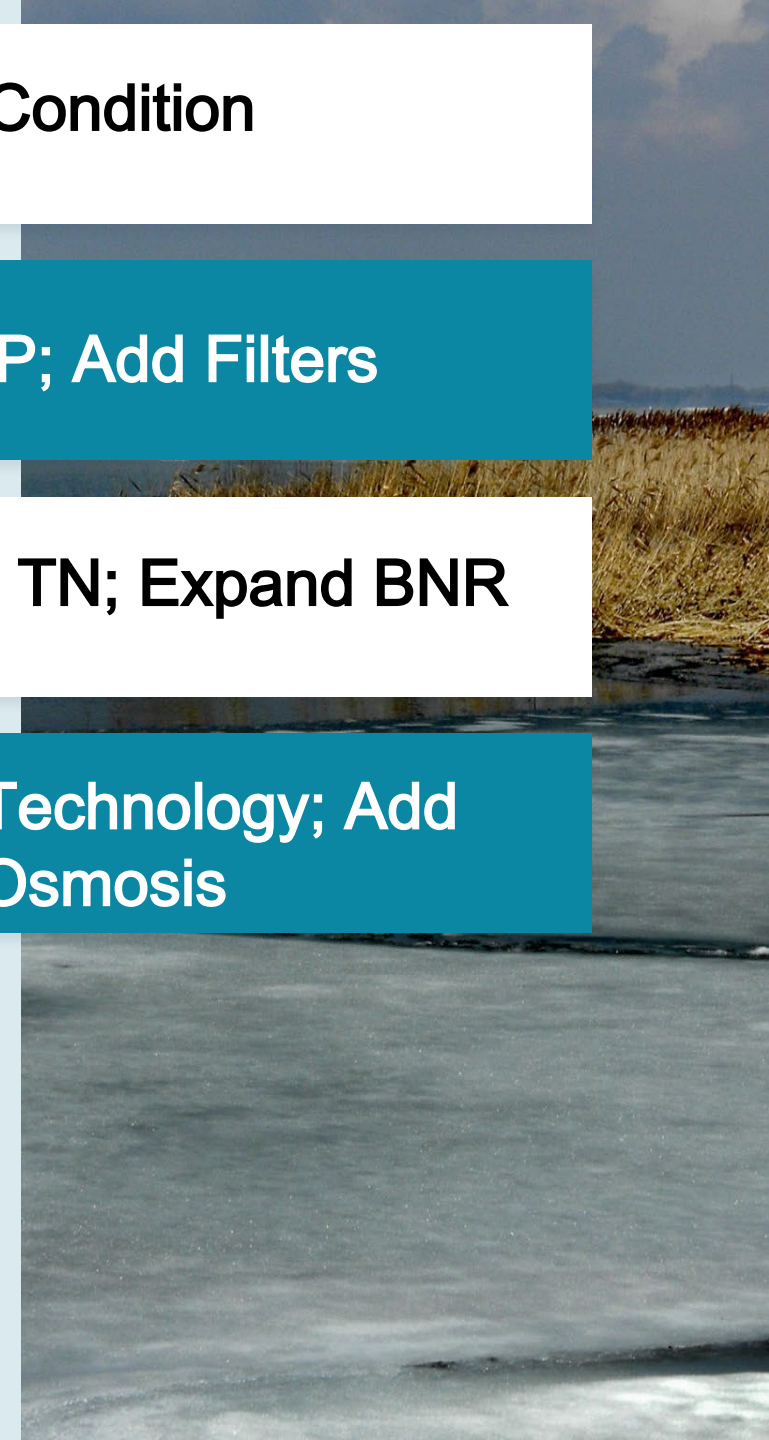 Condition
P; Add Filters
TN; Expand BNR
Technology; Add
Osmosis